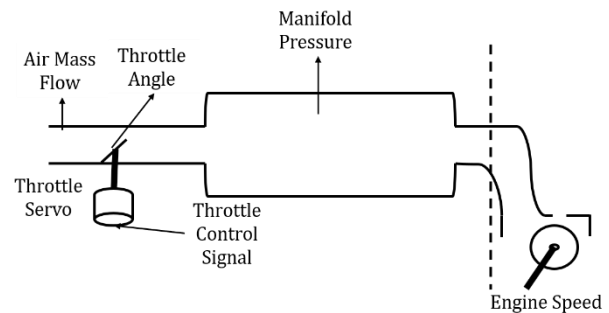 Manifold
Pressure
Air Mass
Flow
Throttle
Angle
Throttle
Servo
Throttle
Control
Signal
Engine Speed